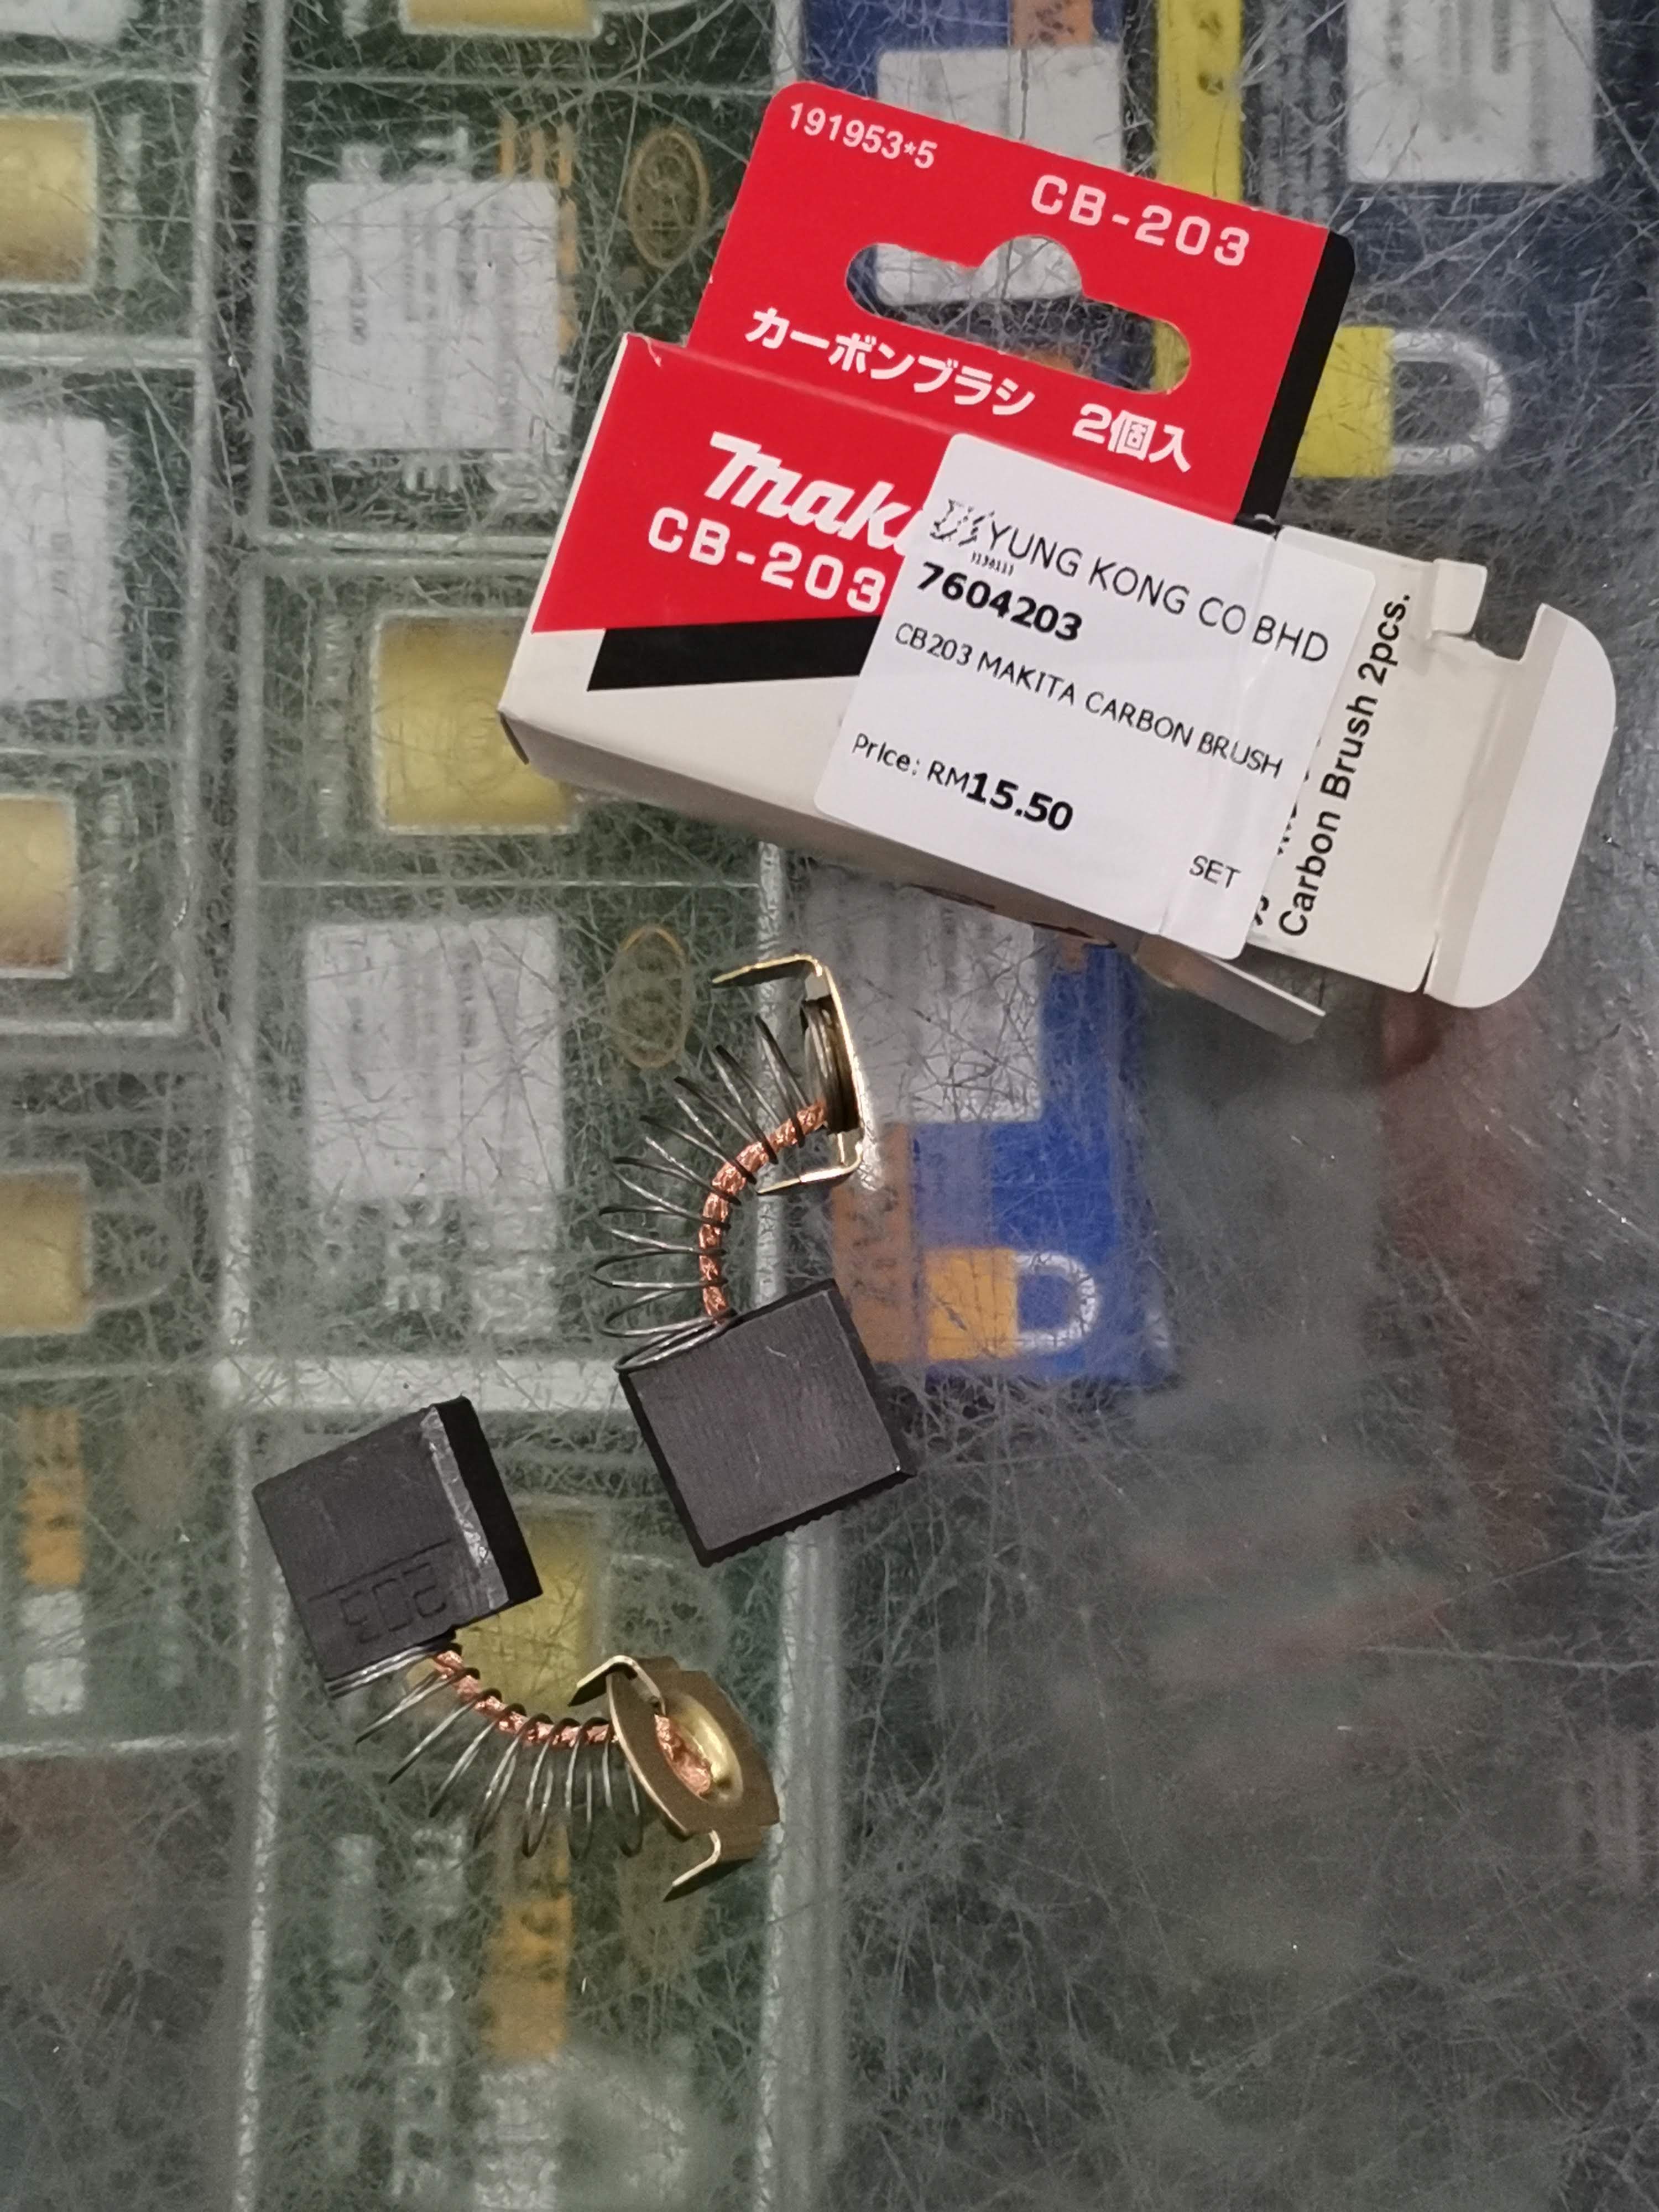 191953*5
CB-203
カーボンブラシ 2個入
CB-203
YUNG KONG CO BHD
7604203
CB203 MAKITA CARBON BRUSH
Price: RM15.50
SET
Carbon Brush 2pcs.
203